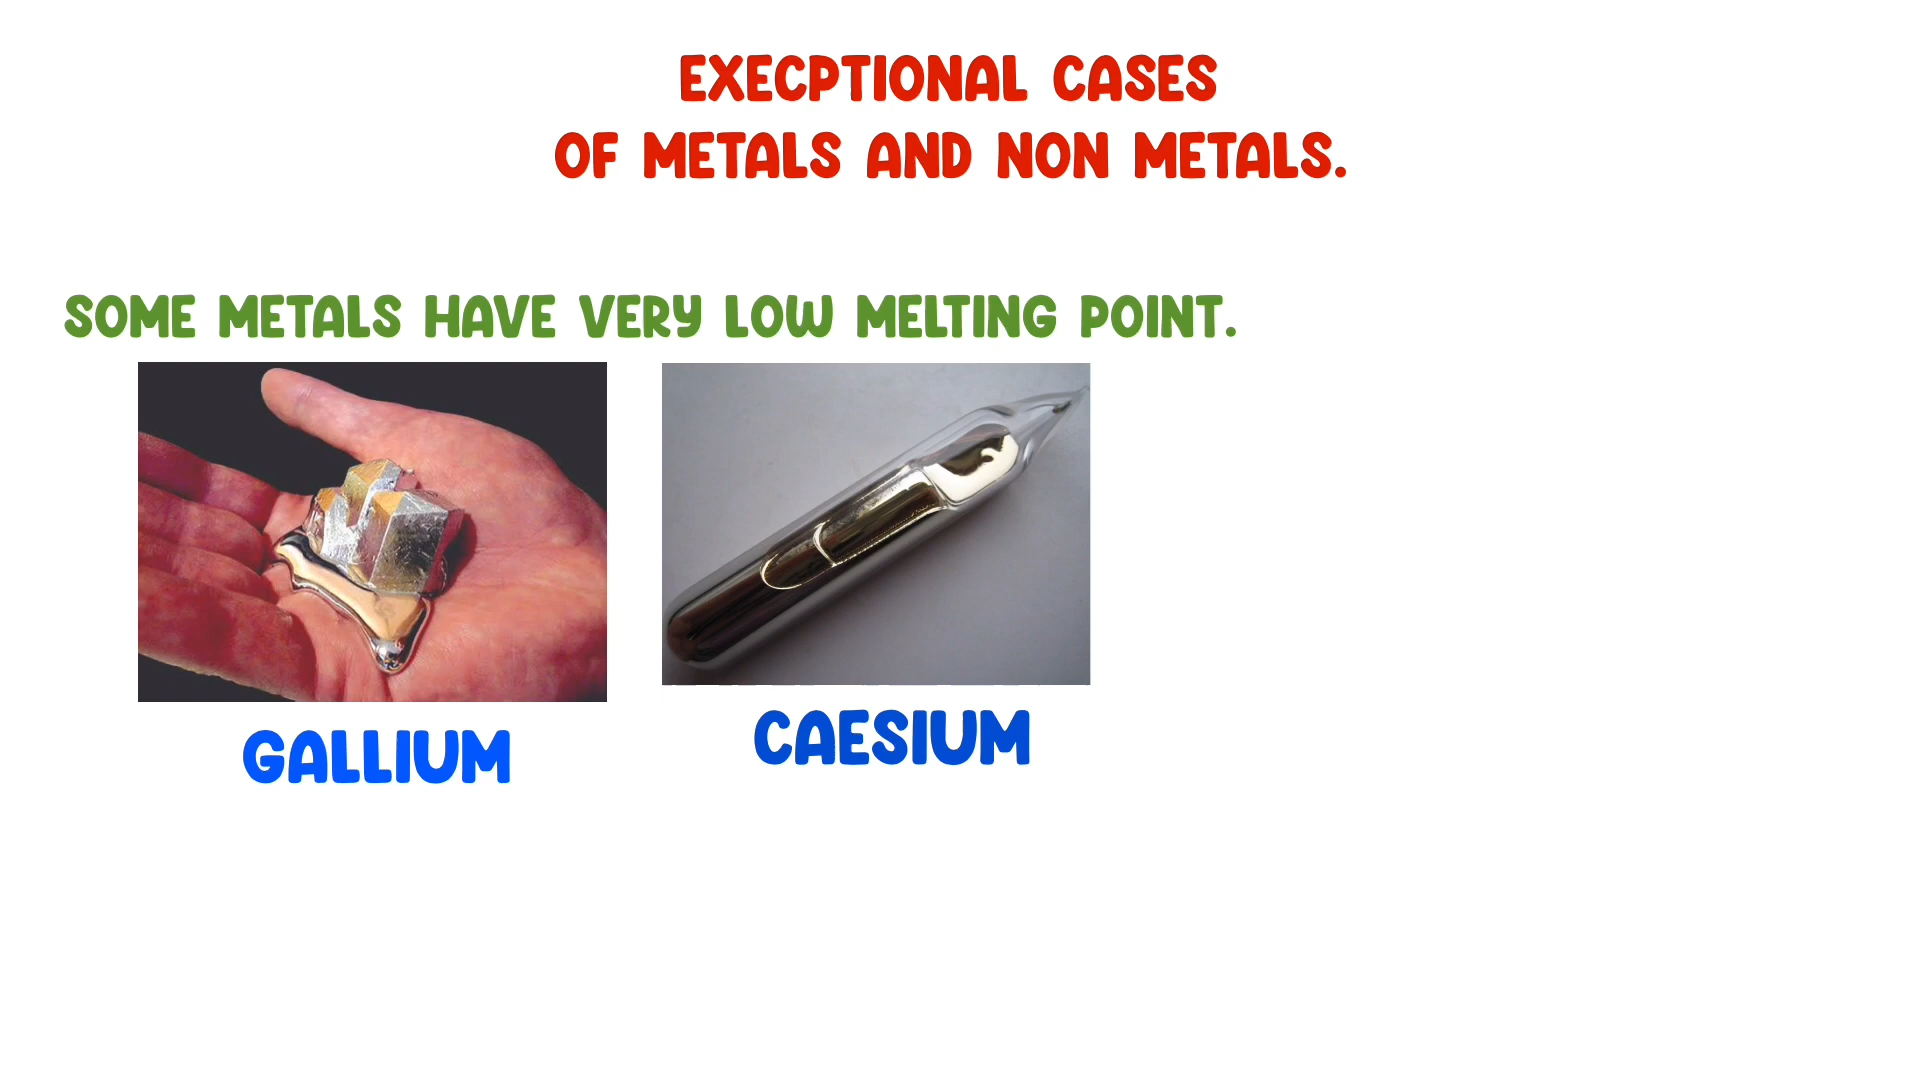 EXECPTIONAL CASES
OF METALS AND NON METALS.
SOME METALS HAVE VERY LOW MELTING POINT.
GALLIUM
CAESIUM